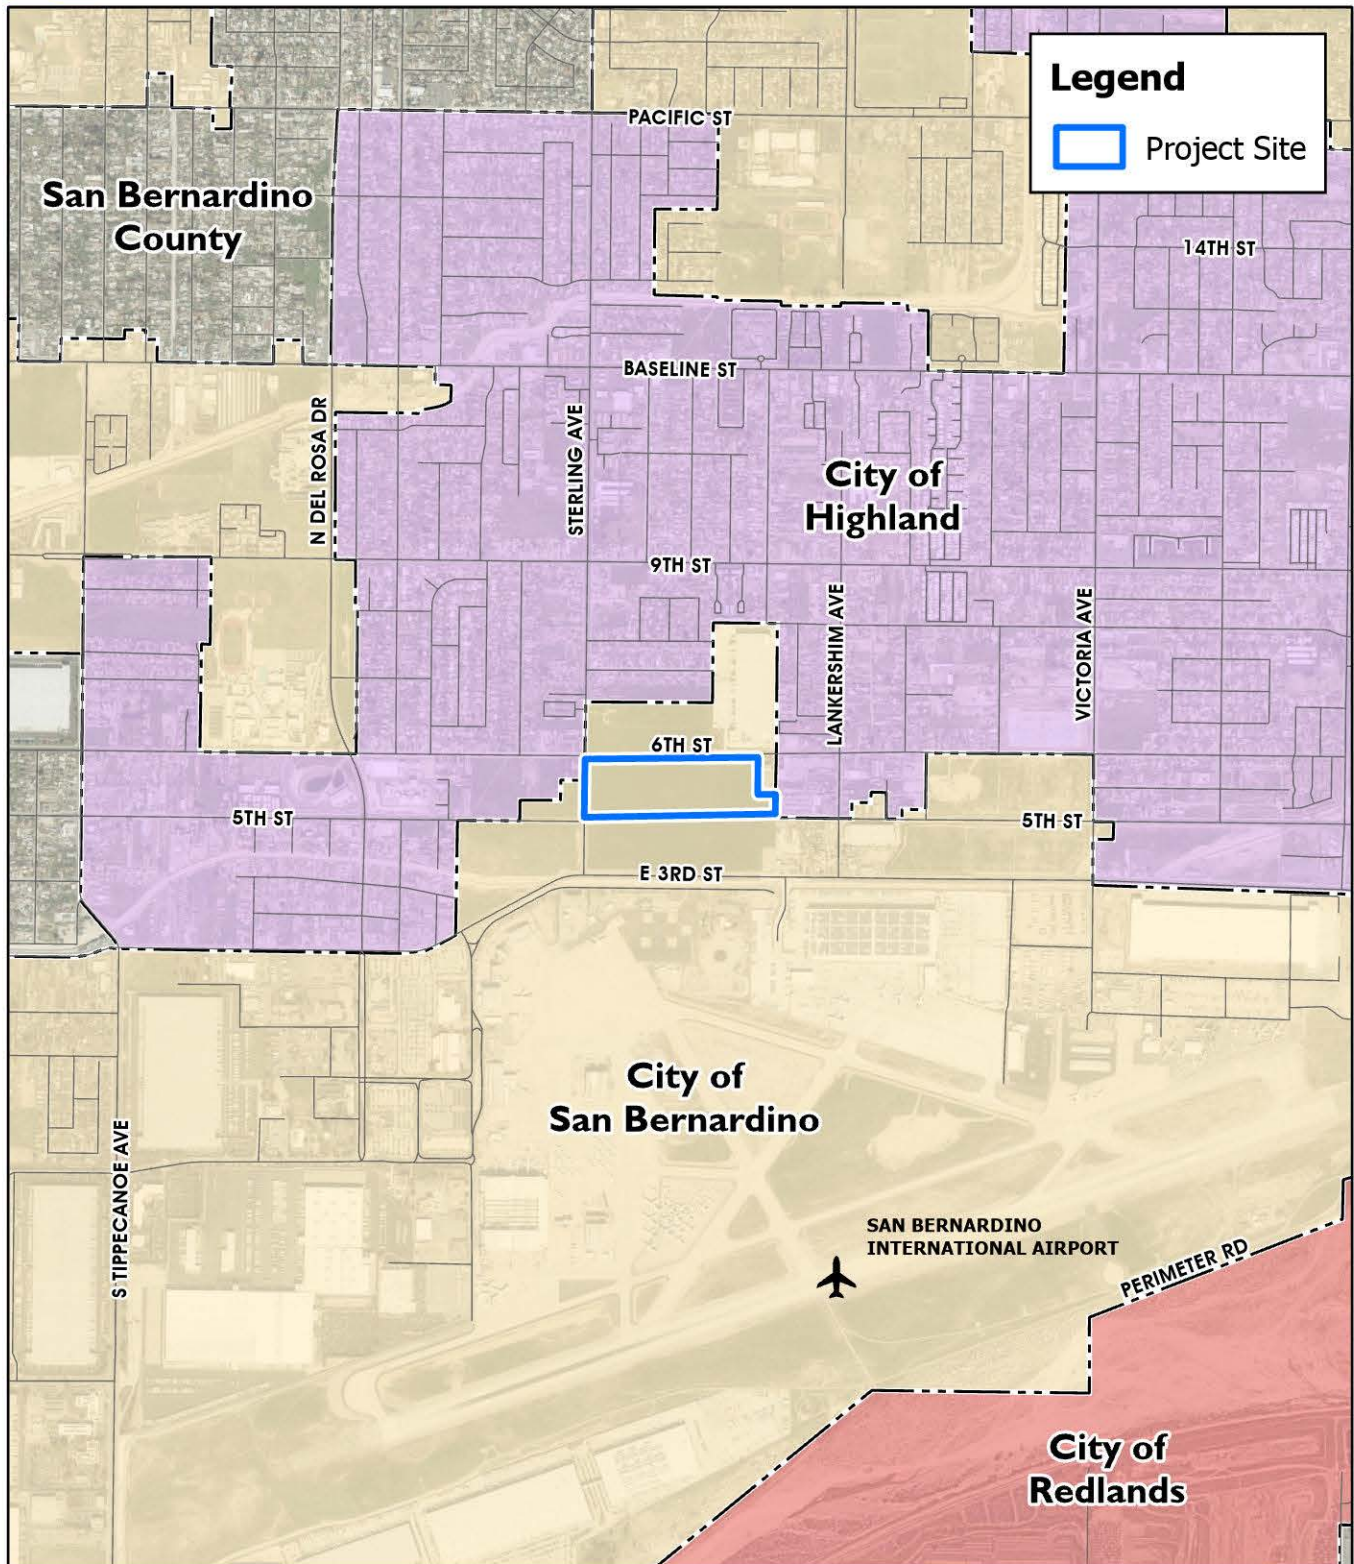 Legend
Project Site
PACIFIC ST
San Bernardino
County
14TH ST
BASELINE ST
N DEL ROSA DR
STERLING AVE
City of
Highland
9TH ST
LANKERSHIM AVE
VICTORIA AVE
6TH ST
5TH ST
5TH ST
E 3RD ST
City of
San Bernardino
S TIPPECANOE AVE
SAN BERNARDINO
INTERNATIONAL AIRPORT
PERIMETER RD
City of
Redlands